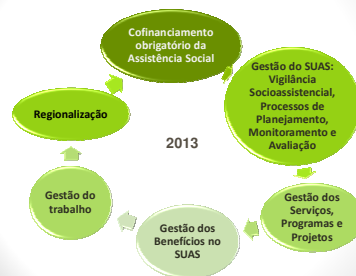 Cofinanciamento
obrigatório da
Assistência Social
Gestão do SUAS:
Vigilância
Socioassistencial,
Processos de
Planejamento,
Monitoramento e
Avaliação
Gestão dos
Serviços,
Programas e
Projetos
Gestão dos
Benefícios no
SUAS
Gestão do
trabalho
Regionalização
2013